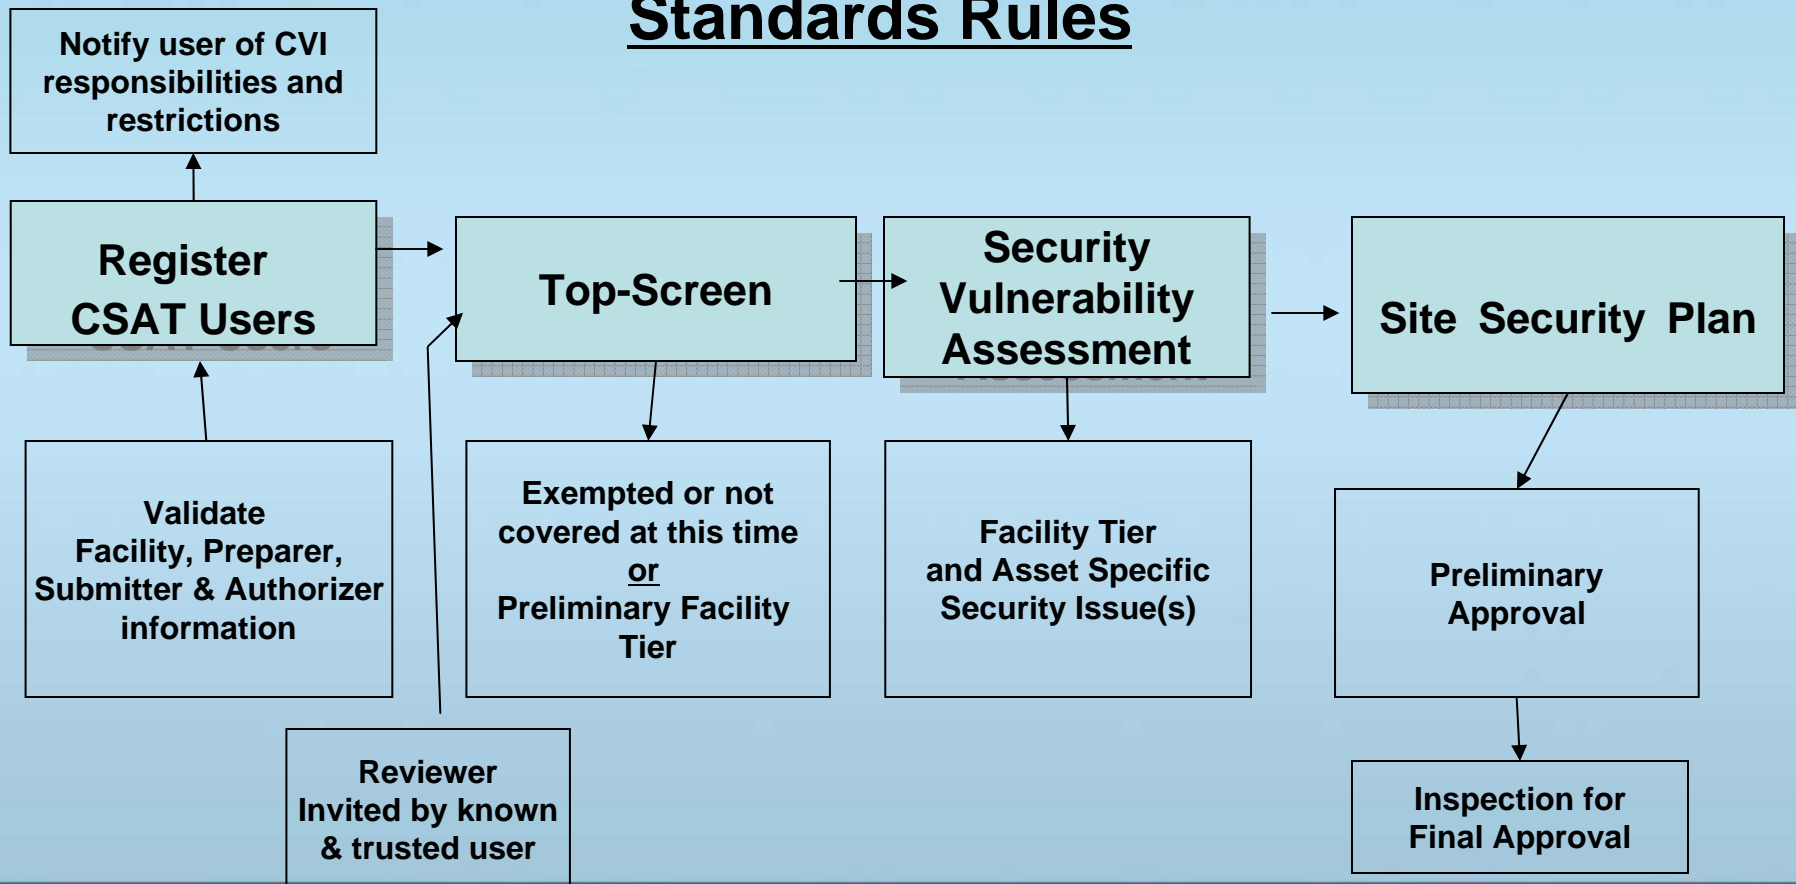 Standards Rules
Notify user of CVI
responsibilities and
restrictions
Register
CSAT Users
Top-Screen
Security
Vulnerability
Assessment
Site Security Plan
Validate
Facility, Preparer,
Submitter & Authorizer
information
Exempted or not
covered at this time
or
Preliminary Facility
Tier
Facility Tier
and Asset Specific
Security Issue(s)
Preliminary
Approval
Reviewer
Invited by known
& trusted user
Inspection for
Final Approval